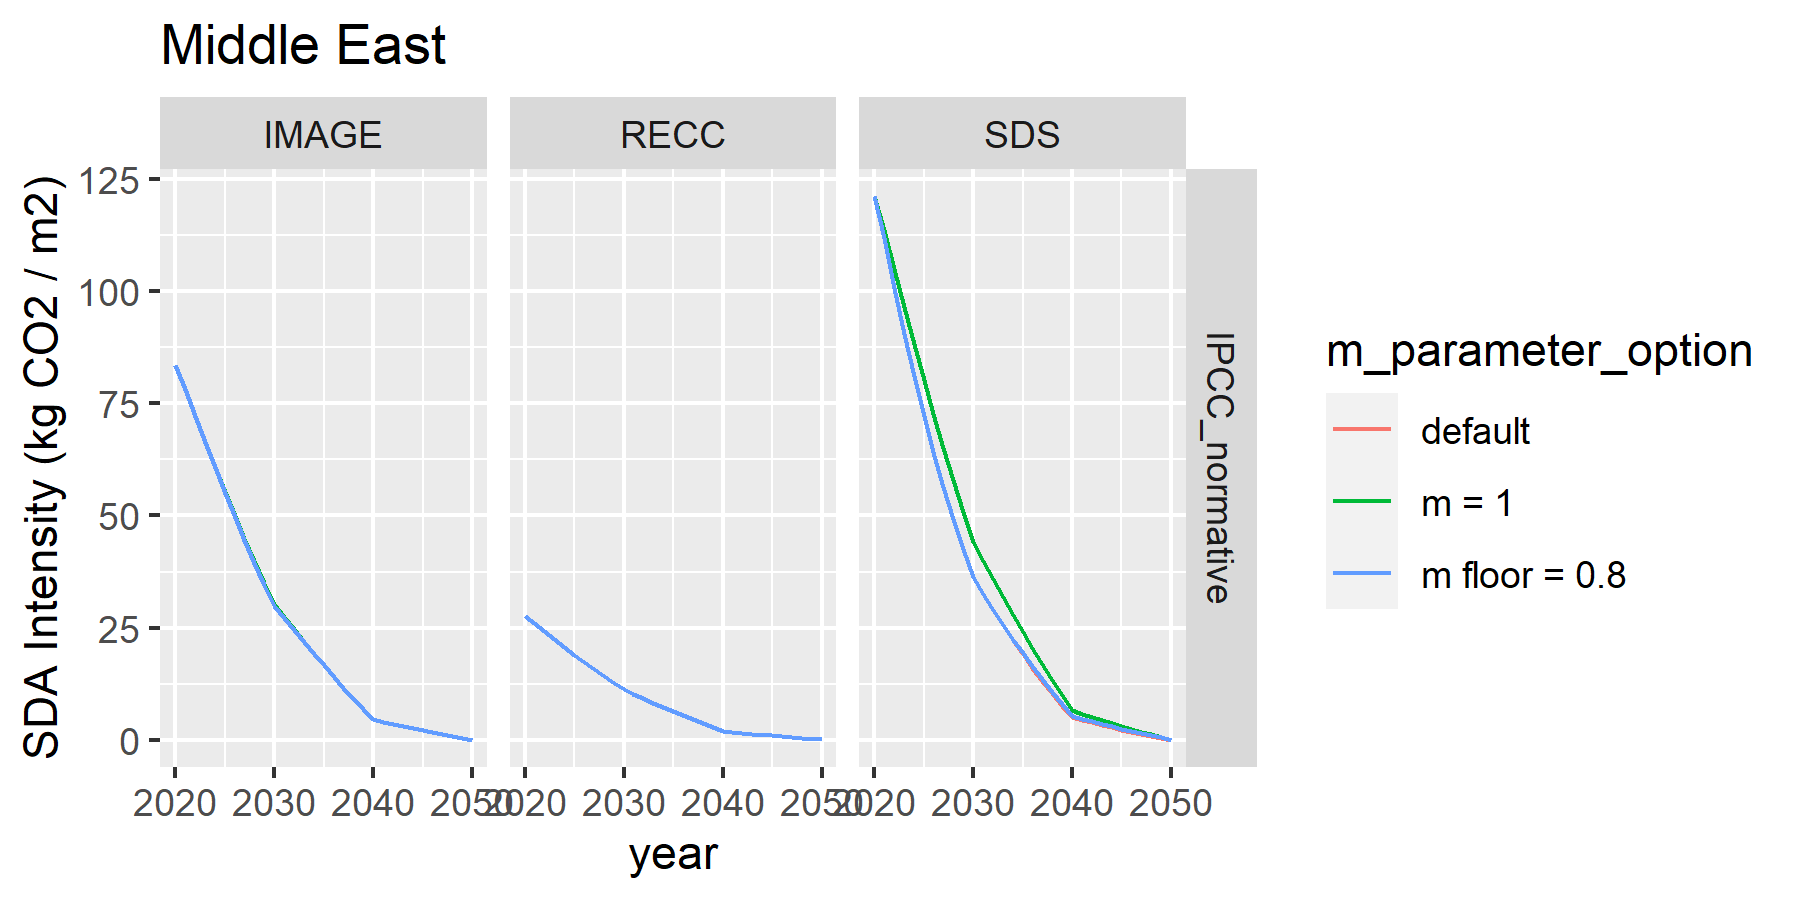 Middle East
IMAGE RECC SDS
SDA Intensity (kg CO2 / m2)
125
100
75
50
25
0
IPCC_normative
2020 2030 2040 2050 2020 2030 2040 2050 2020 2030 2040 2050
year
m_parameter_option
default
m = 1
m floor = 0.8